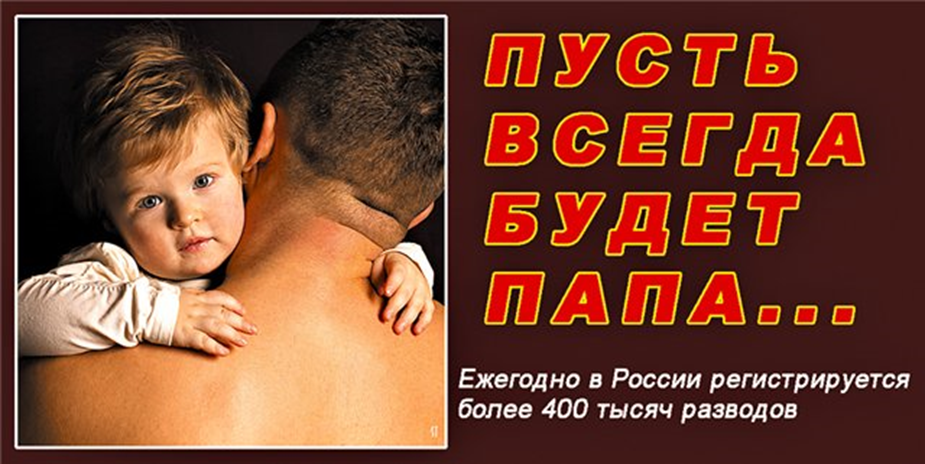 ПУСТЬ
ВСЕГДА
БУДЕТ
ПАПА...
Ежегодно в России регистрируется
более 400 тысяч разводов